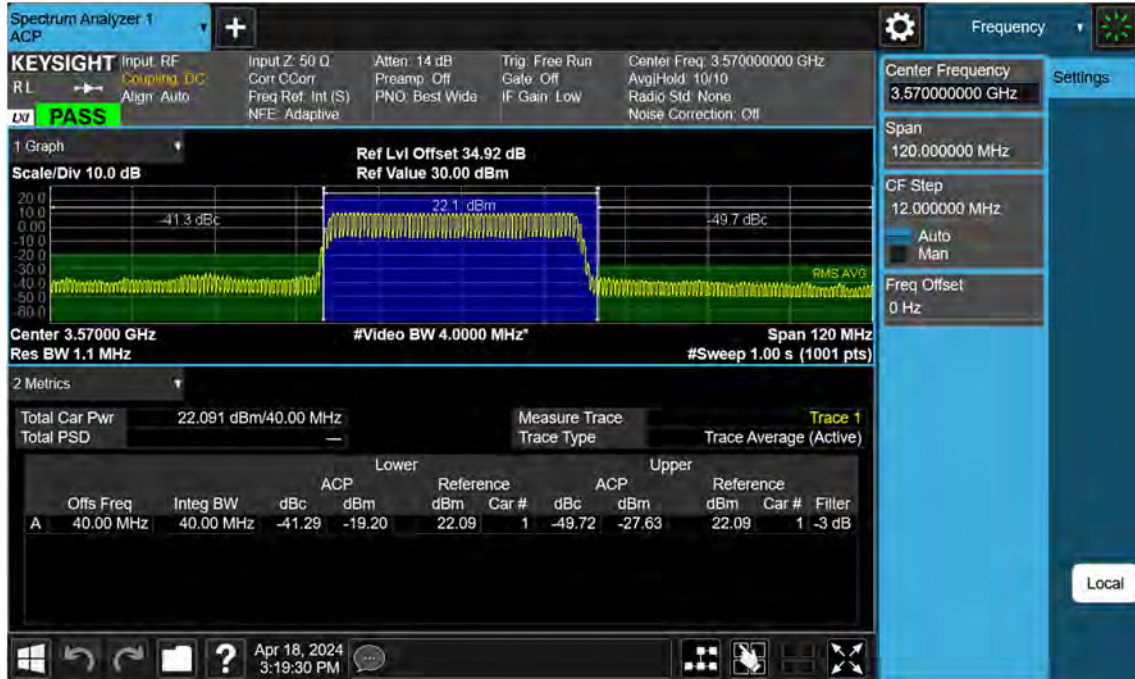 Spectrum Analyzer 1
ACP
+
Frequency
KEYSIGHT Input: RF Input Z: 50 Ω Atten: 14 dB Trig: Free Run Center Freq: 3.570000000 GHz
RL Coupling: DC Corr CCorr Preamp: Off Gate: Off Avg|Hold: 10/10
Align: Auto Freq Ref: Int (S) PNO: Best Wide IF Gain: Low Radio Std: None
LXI PASS NFE: Adaptive Noise Correction: Off
Center Frequency
3.570000000 GHz
Settings
Span
120.000000 MHz
CF Step
12.000000 MHz
Auto
Man
Freq Offset
0 Hz
1 Graph
Scale/Div 10.0 dB
Ref Lvl Offset 34.92 dB
Ref Value 30.00 dBm
20.0
10.0
0.00
-10.0
-20.0
-30.0
-40.0
-50.0
-60.0
-41.3 dBc
22.1 dBm
-49.7 dBc
RMS AVG
Center 3.57000 GHz #Video BW 4.0000 MHz* Span 120 MHz
Res BW 1.1 MHz #Sweep 1.00 s (1001 pts)
2 Metrics
Total Car Pwr 22.091 dBm/40.00 MHz Measure Trace Trace 1
Total PSD — Trace Type Trace Average (Active)
Lower Upper
ACP Reference ACP Reference
Offs Freq Integ BW dBc dBm dBm Car # dBc dBm dBm Car # Filter
A 40.00 MHz 40.00 MHz -41.29 -19.20 22.09 1 -49.72 -27.63 22.09 1 -3 dB
Local
?
Apr 18, 2024
3:19:30 PM